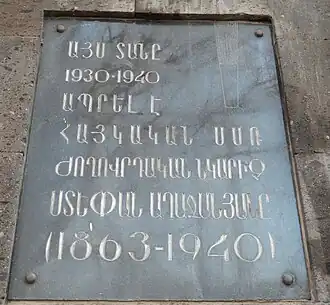 ԱՅՍ ՏԱՆԸ
1930-1940
ԱՊՐԵԼ Է
ՀԱՅԿԱԿԱՆ ՍՍՌ
ԺՈՂՈՎՐԴԱԿԱՆ ՆԿԱՐԻՉ
ՍՏԵՓԱՆ ԱՂԱՋԱՆՅԱՆԸ
(1863-1940)